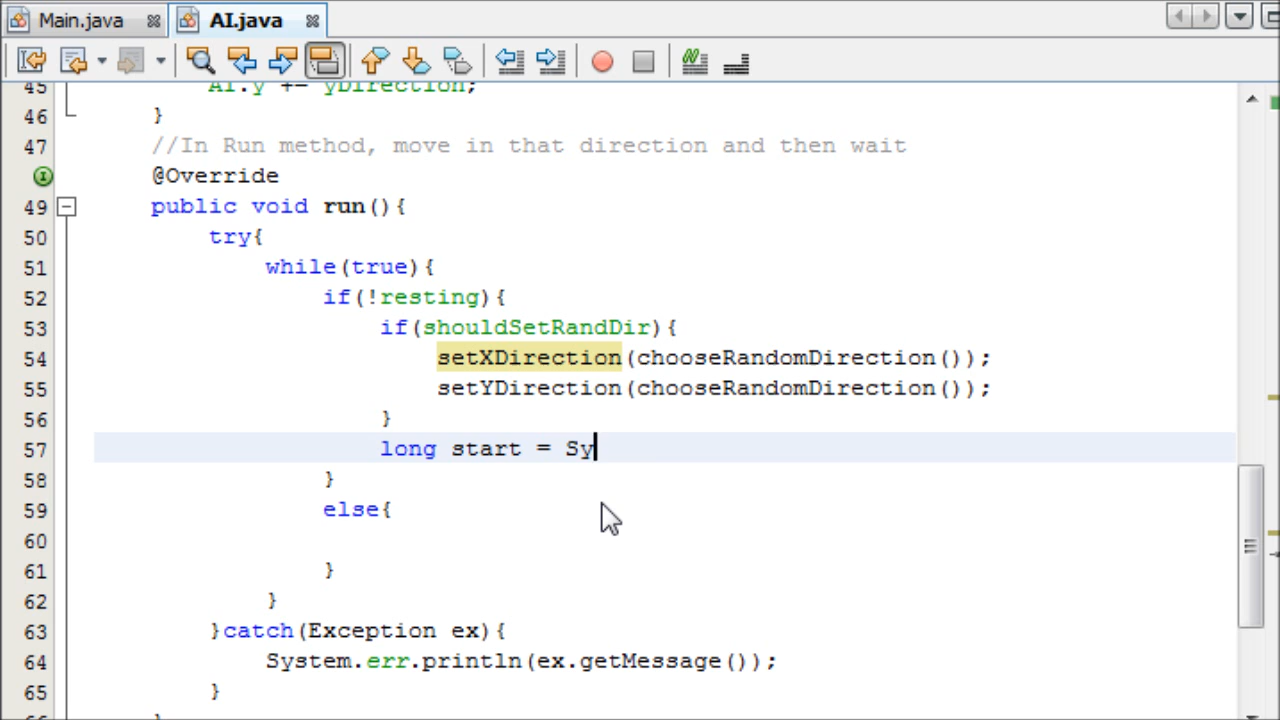 Main.java AI.java
45 AI.y += yDirection;
46 }
47 //In Run method, move in that direction and then wait
@Override
49 public void run(){
50 try{
51 while(true){
52 if(!resting){
53 if(shouldSetRandDir){
54 setXDirection(chooseRandomDirection());
55 setYDirection(chooseRandomDirection());
56 }
57 long start = Sy
58 }
59 else{
60
61 }
62 }
63 }catch(Exception ex){
64 System.err.println(ex.getMessage());
65 }
66 }